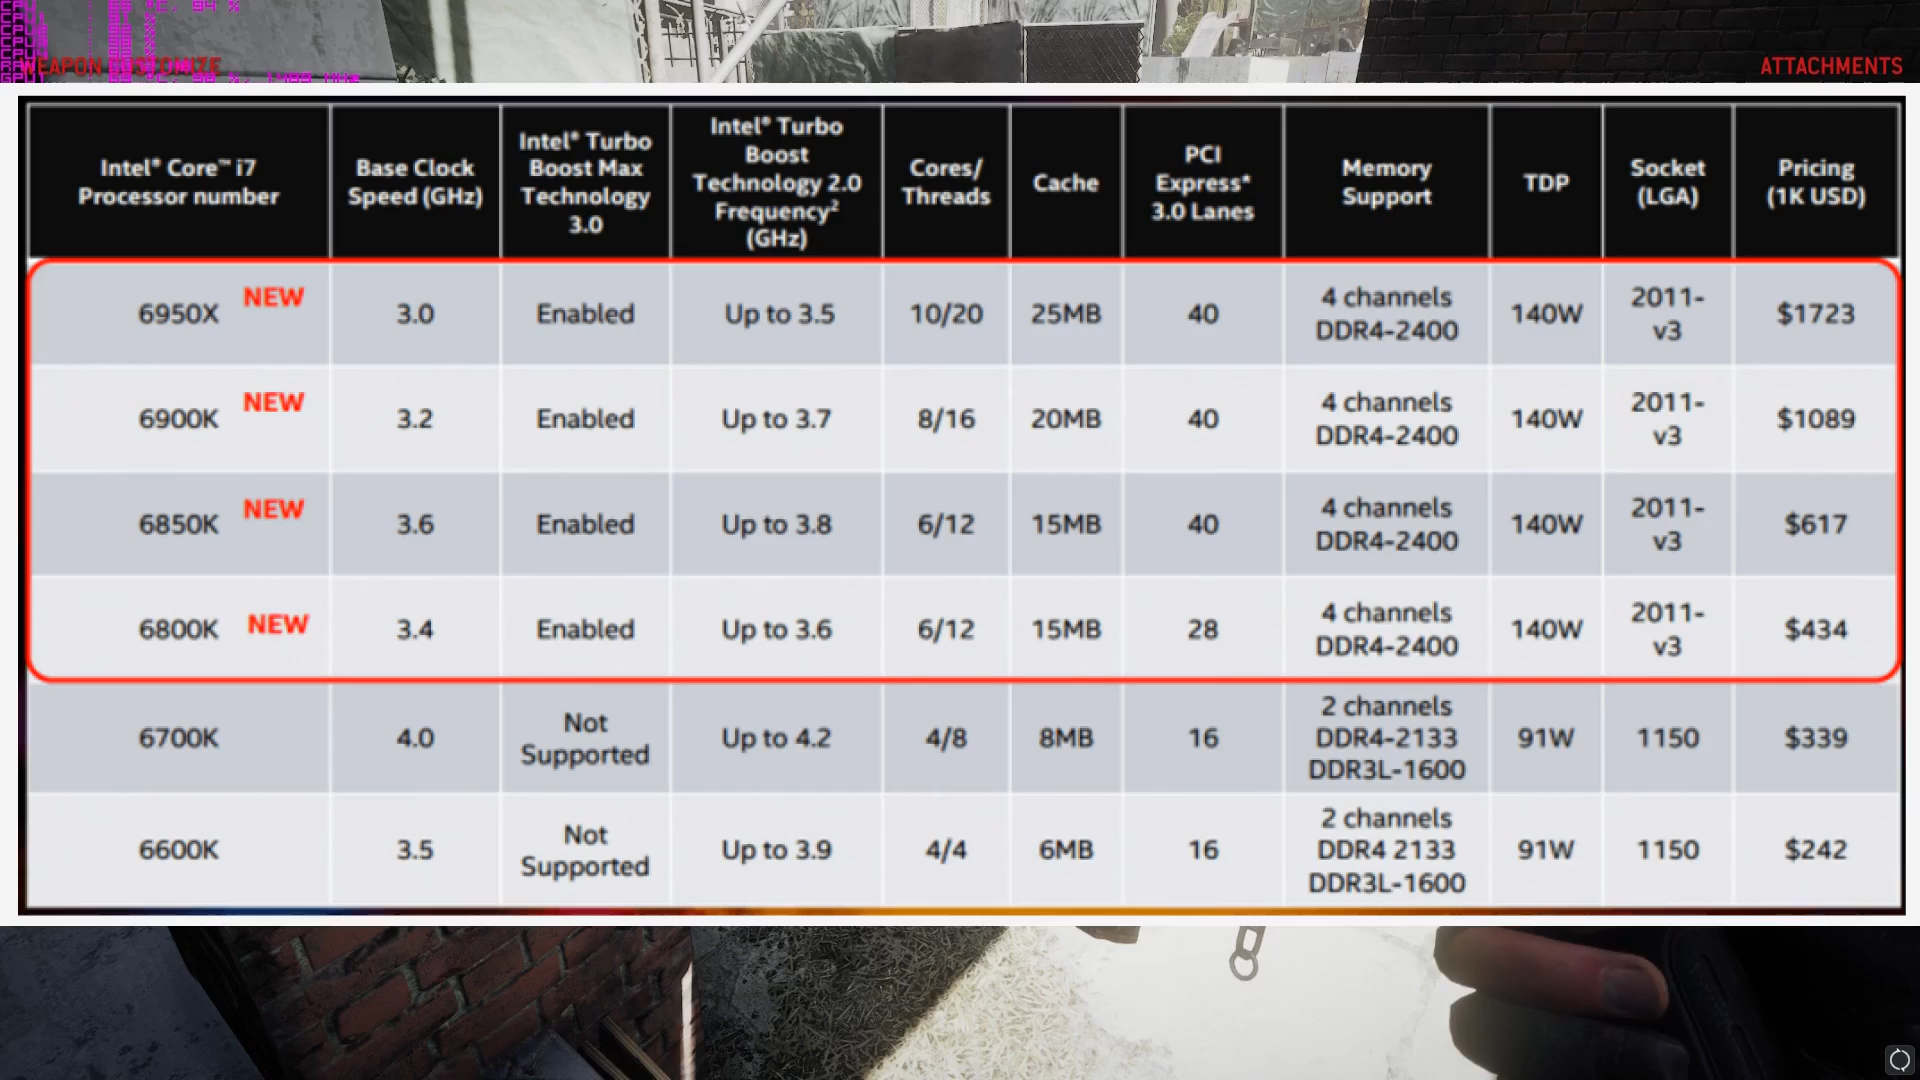 WEAPON CUSTOMIZE
ATTACHMENTS
Intel® Core™ i7
Processor number
Base Clock
Speed (GHz)
Intel® Turbo
Boost Max
Technology
3.0
Intel® Turbo
Boost
Technology 2.0
Frequency²
(GHz)
Cores/
Threads
Cache
PCI
Express*
3.0 Lanes
Memory
Support
TDP
Socket
(LGA)
Pricing
(1K USD)
6950X NEW
3.0
Enabled
Up to 3.5
10/20
25MB
40
4 channels
DDR4-2400
140W
2011-
v3
$1723
6900K NEW
3.2
Enabled
Up to 3.7
8/16
20MB
40
4 channels
DDR4-2400
140W
2011-
v3
$1089
6850K NEW
3.6
Enabled
Up to 3.8
6/12
15MB
40
4 channels
DDR4-2400
140W
2011-
v3
$617
6800K NEW
3.4
Enabled
Up to 3.6
6/12
15MB
28
4 channels
DDR4-2400
140W
2011-
v3
$434
6700K
4.0
Not
Supported
Up to 4.2
4/8
8MB
16
2 channels
DDR4-2133
DDR3L-1600
91W
1150
$339
6600K
3.5
Not
Supported
Up to 3.9
4/4
6MB
16
2 channels
DDR4 2133
DDR3L-1600
91W
1150
$242